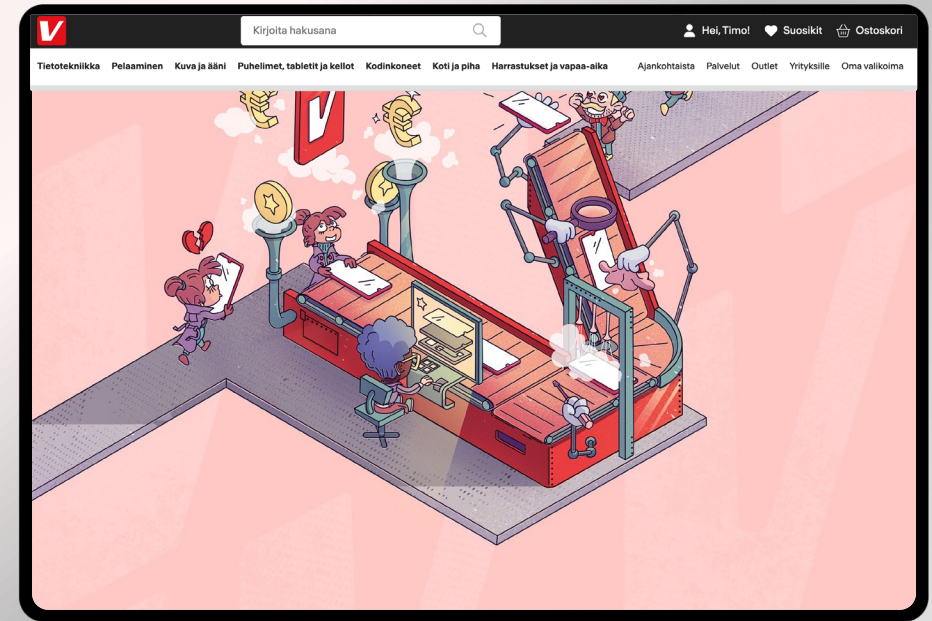 V
Kirjoita hakusana
Hei, Timo! Suosikit Ostoskori
Tietotekniikka Pelaaminen Kuva ja ääni Puhelimet, tabletit ja kellot Kodinkoneet Koti ja piha Harrastukset ja vapaa-aika Ajankohtaista Palvelut Outlet Yrityksille Oma valikoima
V